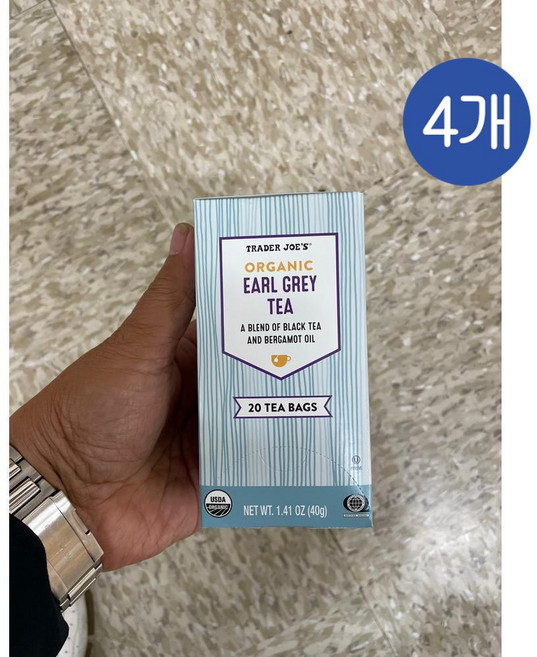 4개
TRADER JOE'S
ORGANIC
EARL GREY
TEA
A BLEND OF BLACK TEA
AND BERGAMOT OIL
20 TEA BAGS
USDA
ORGANIC
NET WT. 1.41 OZ (40g)